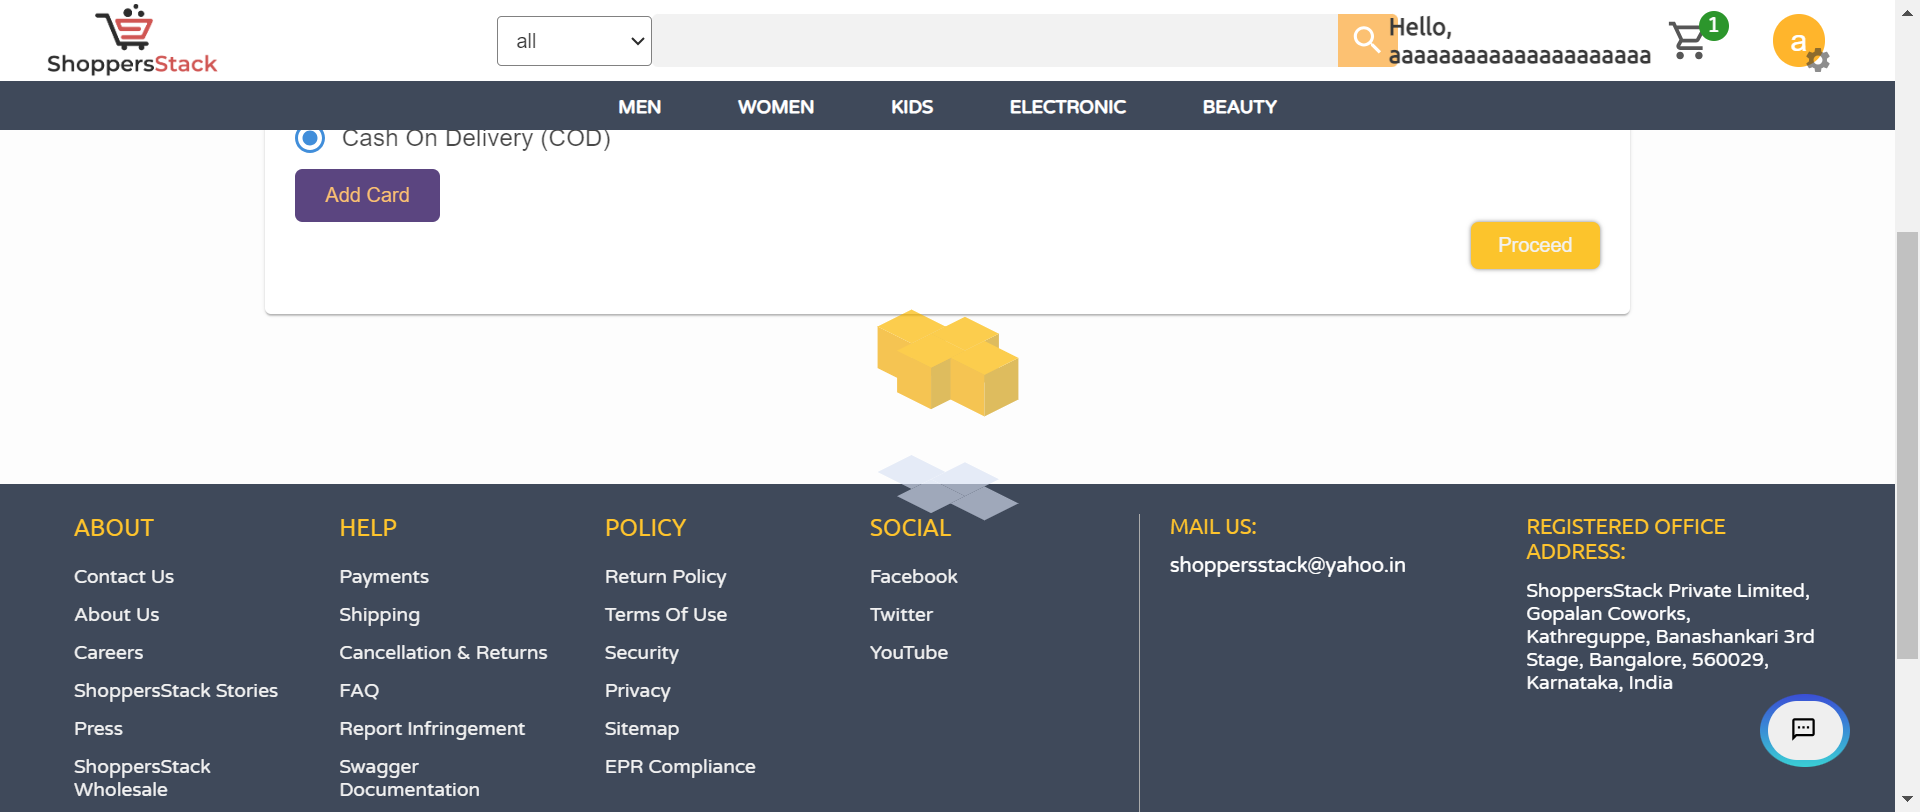 ShoppersStack
all
Hello,
aaaaaaaaaaaaaaaaaaaaa
1
a
MEN
WOMEN
KIDS
ELECTRONIC
BEAUTY
Cash On Delivery (COD)
Add Card
Proceed
ABOUT
Contact Us
About Us
Careers
ShoppersStack Stories
Press
ShoppersStack
Wholesale
HELP
Payments
Shipping
Cancellation & Returns
FAQ
Report Infringement
Swagger
Documentation
POLICY
Return Policy
Terms Of Use
Security
Privacy
Sitemap
EPR Compliance
SOCIAL
Facebook
Twitter
YouTube
MAIL US:
shoppersstack@yahoo.in
REGISTERED OFFICE
ADDRESS:
ShoppersStack Private Limited,
Gopalan Coworks,
Kathreguppe, Banashankari 3rd
Stage, Bangalore, 560029,
Karnataka, India